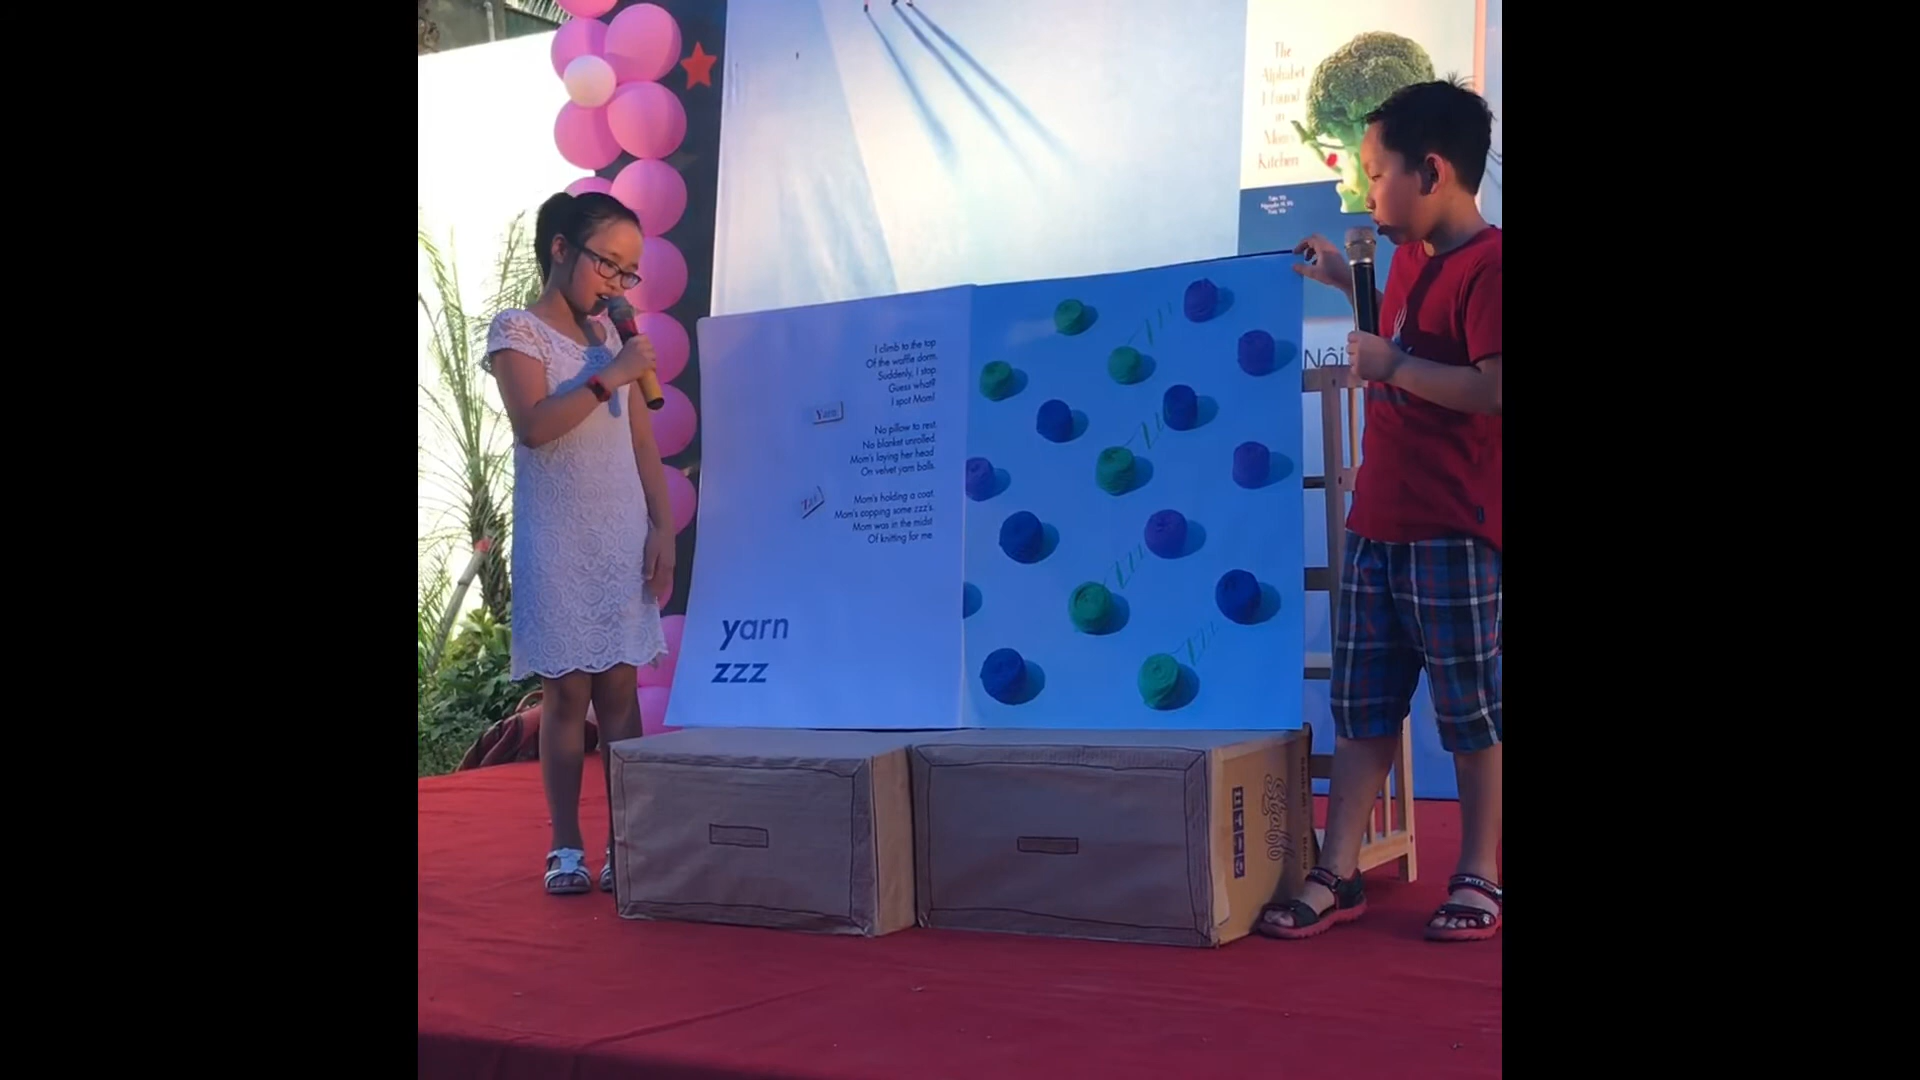 The
Alphabet
I found
in
Mom's
Kitchen
Nội
I climb to the top
Of the waffle dorm.
Suddenly, I stop.
Guess what?
I spot Mom!
Yarn
No pillow to rest.
No blanket unrolled.
Mom's laying her head
On velvet yarn balls.
Zzz
Mom's holding a coat.
Mom's copping some zzz's.
Mom was in the midst
Of knitting for me.
yarn
zzz